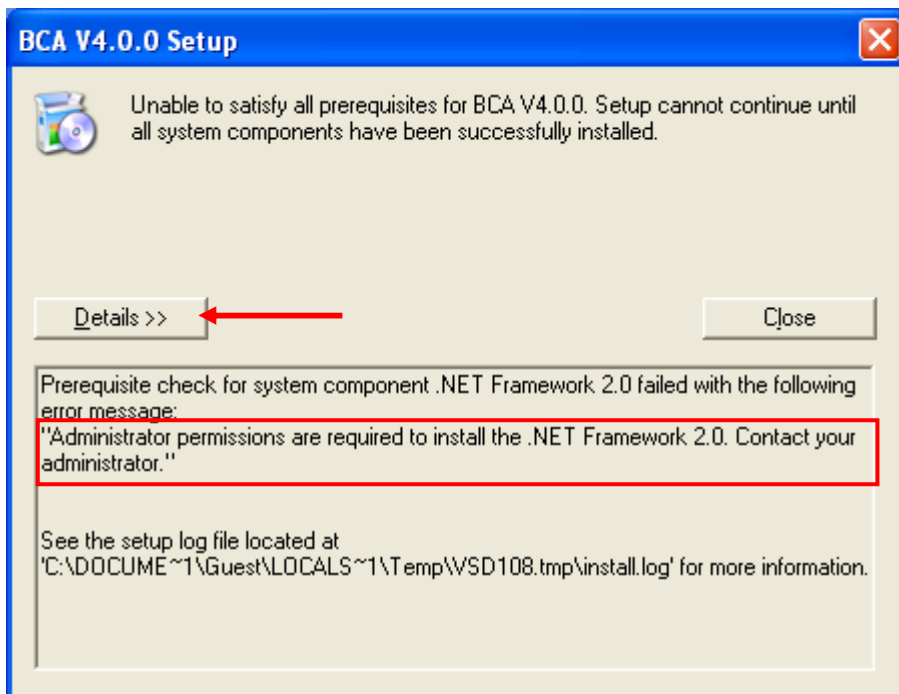 BCA V4.0.0 Setup
Unable to satisfy all prerequisites for BCA V4.0.0. Setup cannot continue until
all system components have been successfully installed.
Details >>
Close
Prerequisite check for system component .NET Framework 2.0 failed with the following
error message:
"Administrator permissions are required to install the .NET Framework 2.0. Contact your
administrator."
See the setup log file located at
'C:\DOCUME~1\Guest\LOCALS~1\Temp\VSD108.tmp\install.log' for more information.